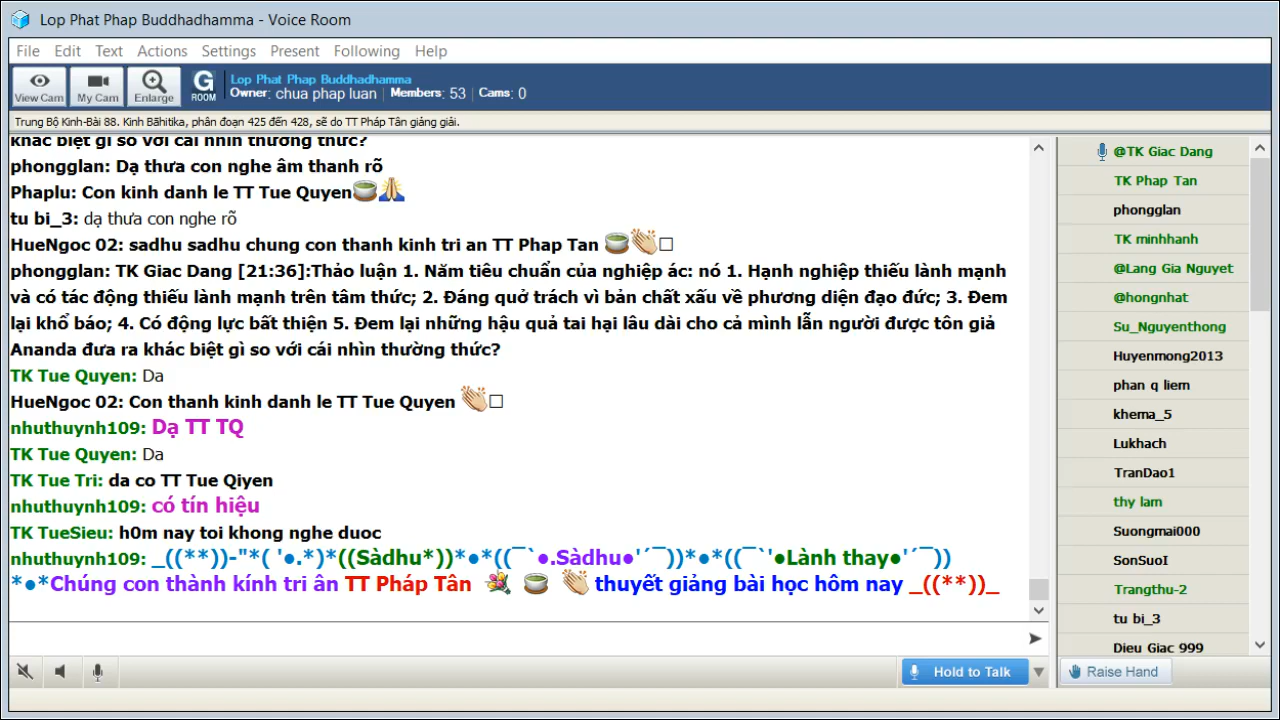 Lop Phat Phap Buddhadhamma - Voice Room
File Edit Text Actions Settings Present Following Help
View Cam My Cam Enlarge G ROOM Lop Phat Phap Buddhadhamma
Owner: chua phap luan | Members: 53 | Cams: 0
Trung Bộ Kinh-Bài 88. Kinh Bāhitika, phân đoạn 425 đến 428, sẽ do TT Pháp Tân giảng giải.
khác biệt gì so với cái nhìn thường thức?
phongglan: Dạ thưa con nghe âm thanh rõ
Phaplu: Con kinh danh le TT Tue Quyen🍵🙏
tu bi_3: dạ thưa con nghe rõ
HueNgoc 02: sadhu sadhu chung con thanh kinh tri an TT Phap Tan 🍵👏□
phongglan: TK Giac Dang [21:36]:Thảo luận 1. Năm tiêu chuẩn của nghiệp ác: nó 1. Hạnh nghiệp thiếu lành mạnh
và có tác động thiếu lành mạnh trên tâm thức; 2. Đáng quở trách vì bản chất xấu về phương diện đạo đức; 3. Đem
lại khổ báo; 4. Có động lực bất thiện 5. Đem lại những hậu quả tai hại lâu dài cho cả mình lẫn người được tôn giả
Ananda đưa ra khác biệt gì so với cái nhìn thường thức?
TK Tue Quyen: Da
HueNgoc 02: Con thanh kinh danh le TT Tue Quyen 👏□
nhuthuynh109: Dạ TT TQ
TK Tue Quyen: Da
TK Tue Tri: da co TT Tue Qiyen
nhuthuynh109: có tín hiệu
TK TueSieu: h0m nay toi khong nghe duoc
nhuthuynh109: _((**))-"*( '●.*)*((Sàdhu*))*●*((¯`●.Sàdhu●'´¯))*●*((¯`'●Lành thay●'´¯))
*●*Chúng con thành kính tri ân TT Pháp Tân 💐 🍵 👏 thuyết giảng bài học hôm nay _((**))_
@TK Giac Dang
TK Phap Tan
phongglan
TK minhhanh
@Lang Gia Nguyet
@hongnhat
Su_Nguyenthong
Huyenmong2013
phan q liem
khema_5
Lukhach
TranDao1
thy lam
Suongmai000
SonSuoI
Trangthu-2
tu bi_3
Dieu Giac 999
Hold to Talk
Raise Hand